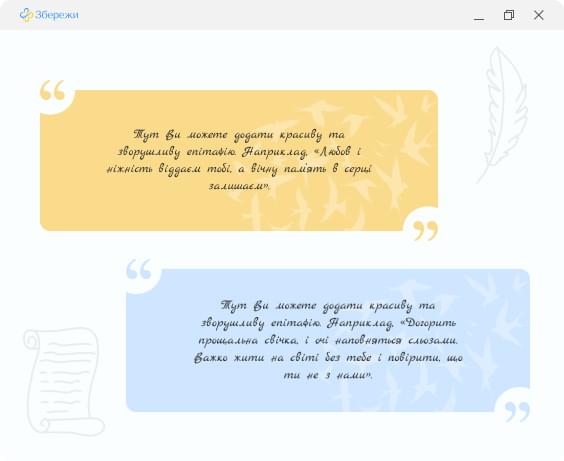 Збережи
Тут Ви можете додати красиву та
зворушливу епітафію. Наприклад, «Любов і
ніжність віддаєм тобі, а вічну пам'ять в серці
залишаєм».
Тут Ви можете додати красиву та
зворушливу епітафію. Наприклад, «Догорить
прощальна свічка, і очі наповняться сльозами.
Важко жити на світі без тебе і повірити, що
ти не з нами».